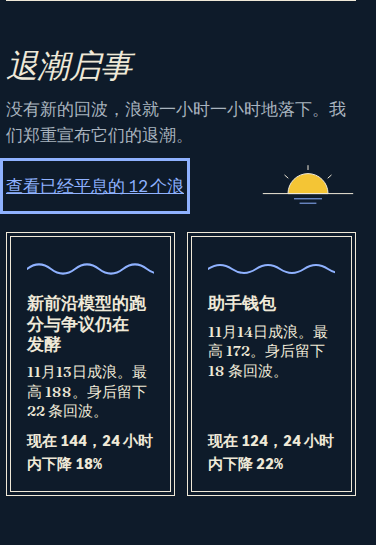 退潮启事
没有新的回波，浪就一小时一小时地落下。我
们郑重宣布它们的退潮。
查看已经平息的 12 个浪
新前沿模型的跑
分与争议仍在
发酵
11月13日成浪。最
高 188。身后留下
22 条回波。
现在 144，24 小时
内下降 18%
助手钱包
11月14日成浪。最
高 172。身后留下
18 条回波。
现在 124，24 小时
内下降 22%